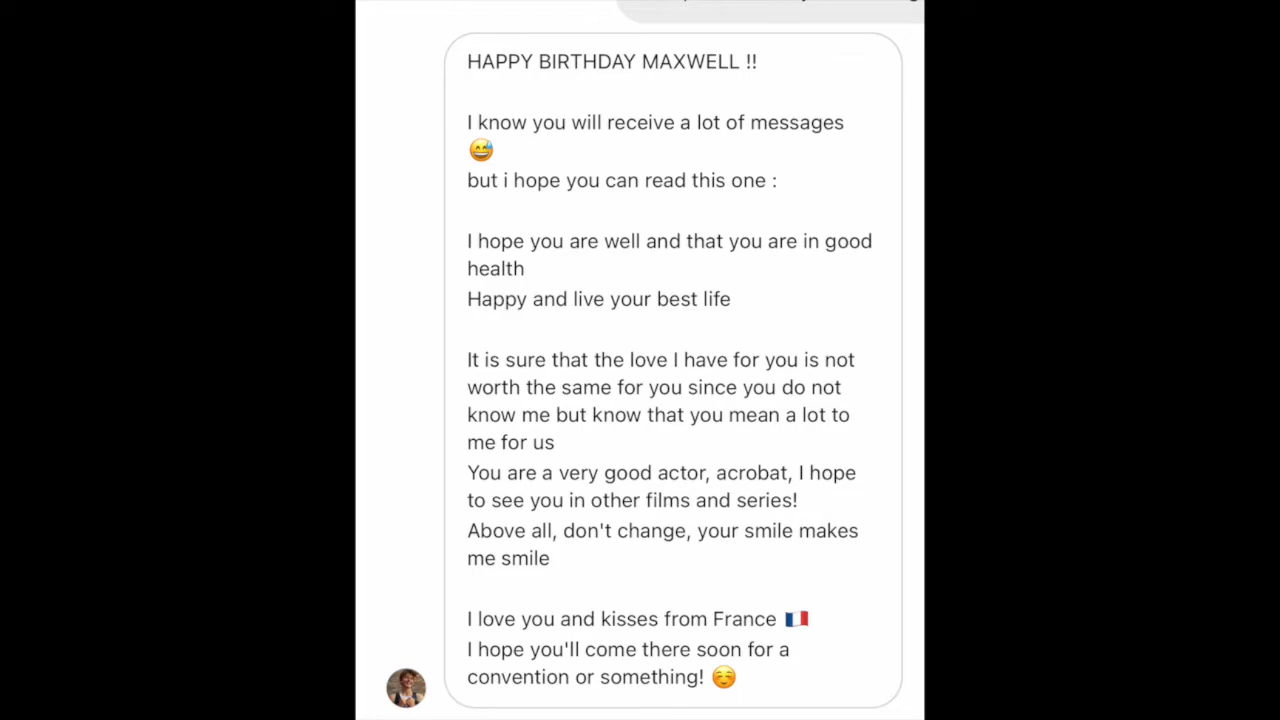 HAPPY BIRTHDAY MAXWELL !!
I know you will receive a lot of messages
😅
but i hope you can read this one :
I hope you are well and that you are in good
health
Happy and live your best life
It is sure that the love I have for you is not
worth the same for you since you do not
know me but know that you mean a lot to
me for us
You are a very good actor, acrobat, I hope
to see you in other films and series!
Above all, don't change, your smile makes
me smile
I love you and kisses from France 🇫🇷
I hope you'll come there soon for a
convention or something! ☺️